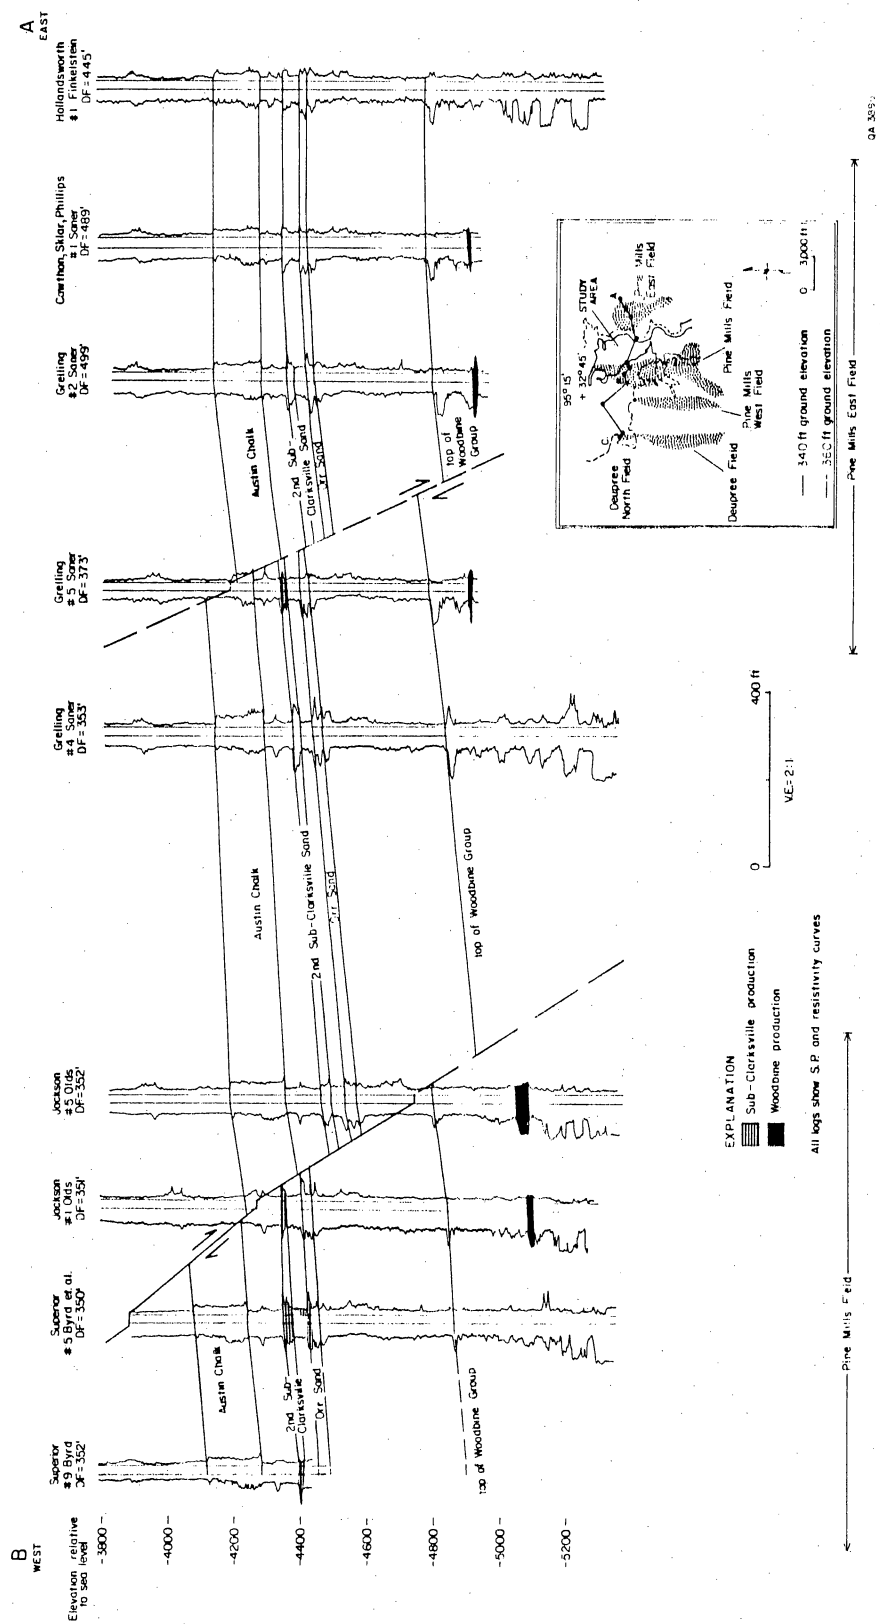 B
WEST
A
EAST
Elevation relative
to sea level
-3800
-4000
-4200
-4400
-4600
-4800
-5000
-5200
Superior
#9 Byrd
DF=352'
Superior
#5 Byrd et.al.
DF=350'
Jackson
#1 Olds
DF=351'
Jackson
#5 Olds
DF=352'
Grelling
#4 Saner
DF=353'
Grelling
#5 Saner
DF=373'
Grelling
#2 Saner
DF=499'
Cawthon, Sklar, Phillips
#1 Saner
DF=489'
Hollandsworth
#1 Finkelstein
DF=445'
Austin Chalk
2nd Sub-
Clarksville
Orr Sand
top of Woodbine Group
Austin Chalk
2nd Sub-Clarksville Sand
Orr Sand
top of Woodbine Group
Austin Chalk
2nd Sub-
Clarksville Sand
Orr Sand
top of
Woodbine
Group
EXPLANATION
Sub-Clarksville production
Woodbine production
All logs show S.P. and resistivity curves
0 400 ft
V.E.= 2:1
95° 15'
+ 32° 45'
STUDY
AREA
A
C
Pine Mills
East Field
Deupree
North Field
Pine Mills Field
Pine Mills
West Field
Deupree Field
340 ft ground elevation
360 ft ground elevation
0 3,000 ft
Pine Mills Field
Pine Mills East Field